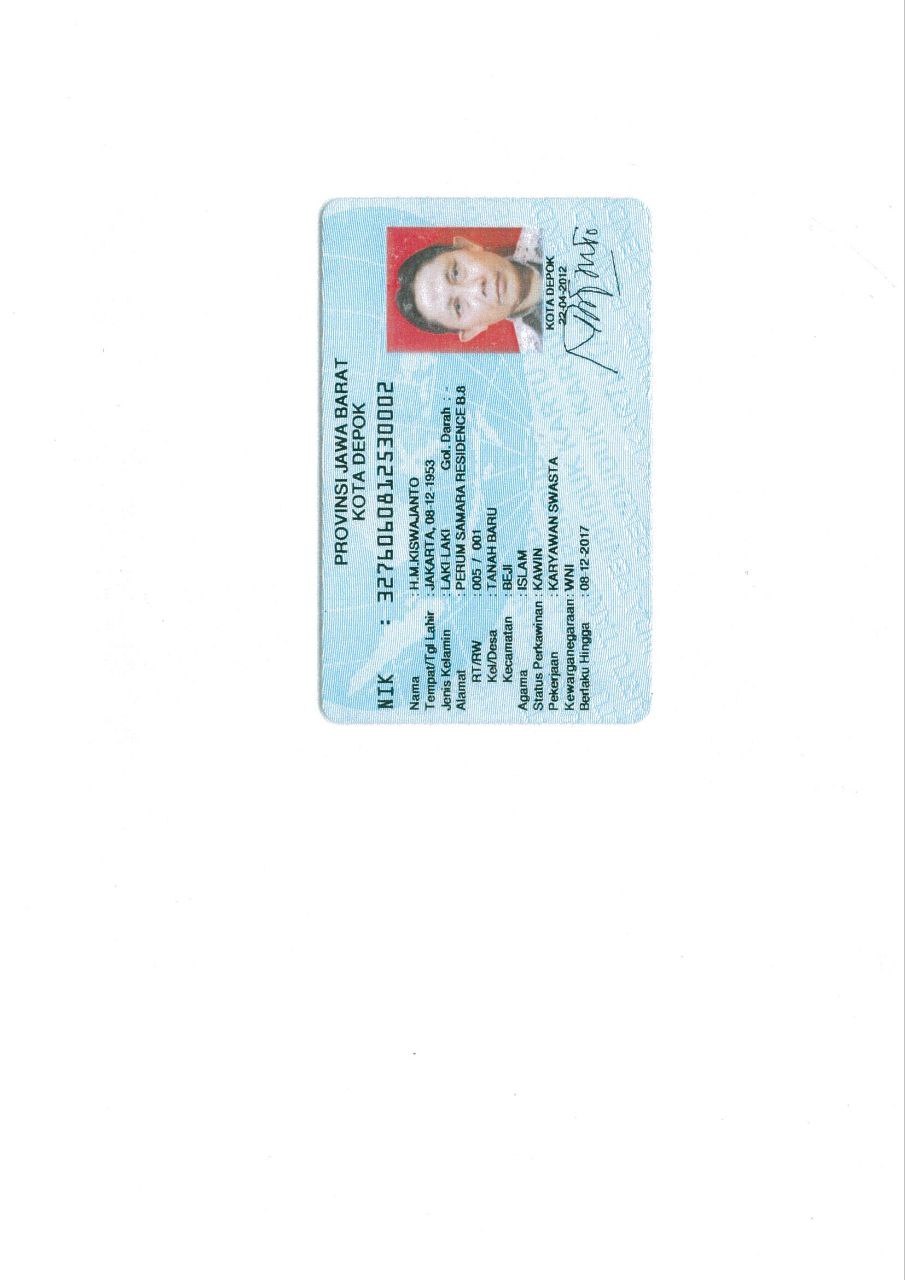 PROVINSI JAWA BARAT
KOTA DEPOK
NIK : 3276060812530002
Nama : H.M.KISWAJANTO
Tempat/Tgl Lahir : JAKARTA, 08-12-1953
Jenis Kelamin : LAKI-LAKI Gol. Darah : -
Alamat : PERUM SAMARA RESIDENCE B.8
RT/RW : 005 / 001
Kel/Desa : TANAH BARU
Kecamatan : BEJI
Agama : ISLAM
Status Perkawinan : KAWIN
Pekerjaan : KARYAWAN SWASTA
Kewarganegaraan : WNI
Berlaku Hingga : 08-12-2017
KOTA DEPOK
22-04-2012